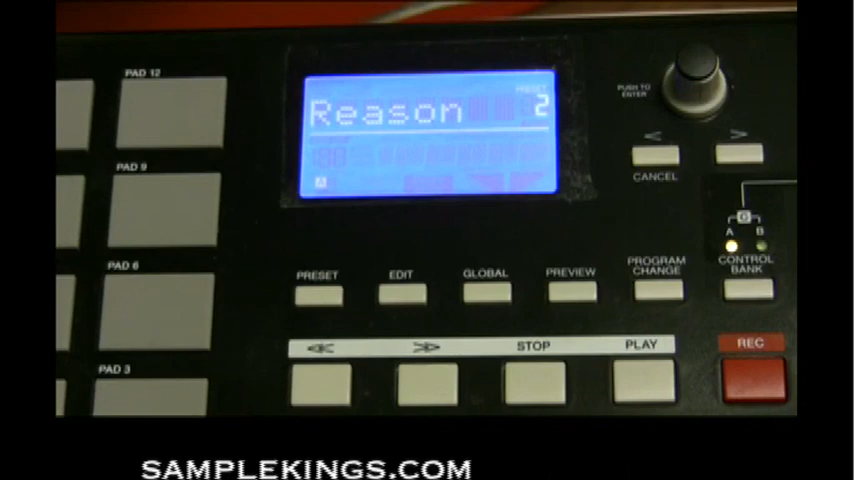 PAD 12
PRESET
Reason 2
PUSH TO
ENTER
< >
CANCEL
PAD 9
A
C
A B
PAD 6
PRESET EDIT GLOBAL PREVIEW PROGRAM
CHANGE
CONTROL
BANK
STOP PLAY REC
PAD 3
SAMPLEKINGS.COM